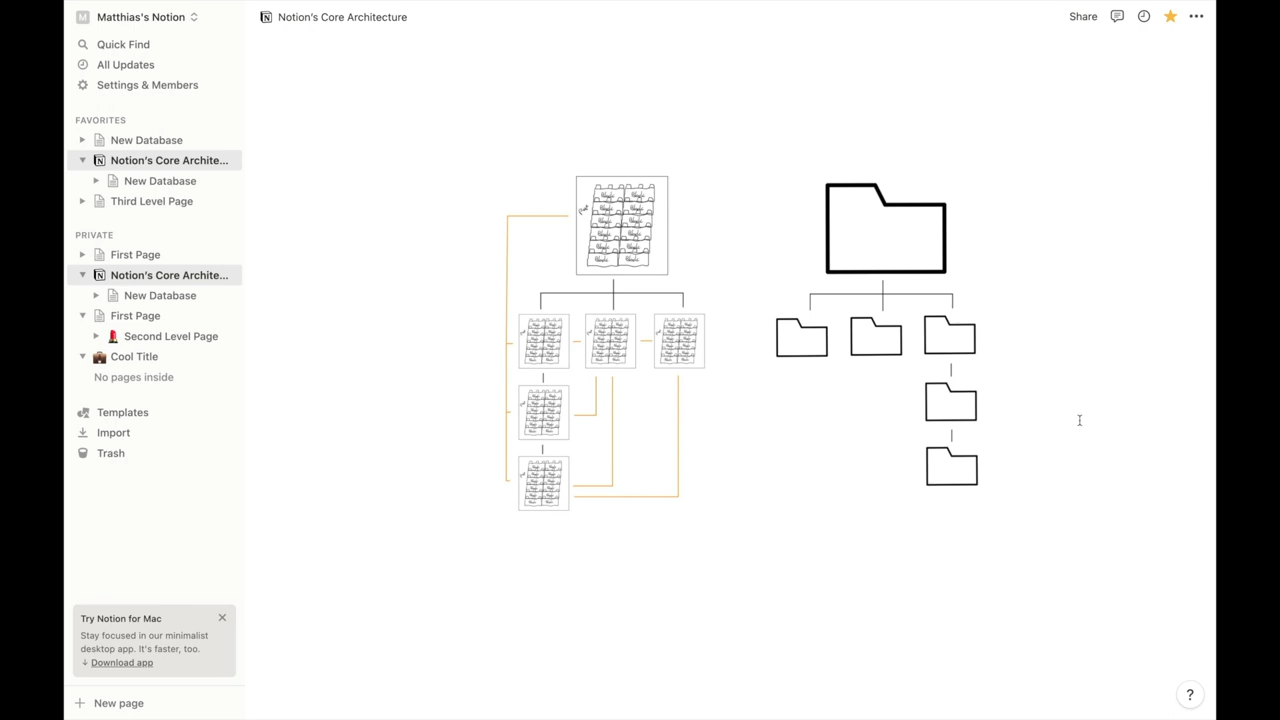 M Matthias's Notion
Notion's Core Architecture
Share
Quick Find
All Updates
Settings & Members
FAVORITES
New Database
Notion's Core Archite...
New Database
Third Level Page
PRIVATE
First Page
Notion's Core Archite...
New Database
First Page
Second Level Page
Cool Title
No pages inside
Templates
Import
Trash
Try Notion for Mac
Stay focused in our minimalist
desktop app. It's faster, too.
↓ Download app
New page
?